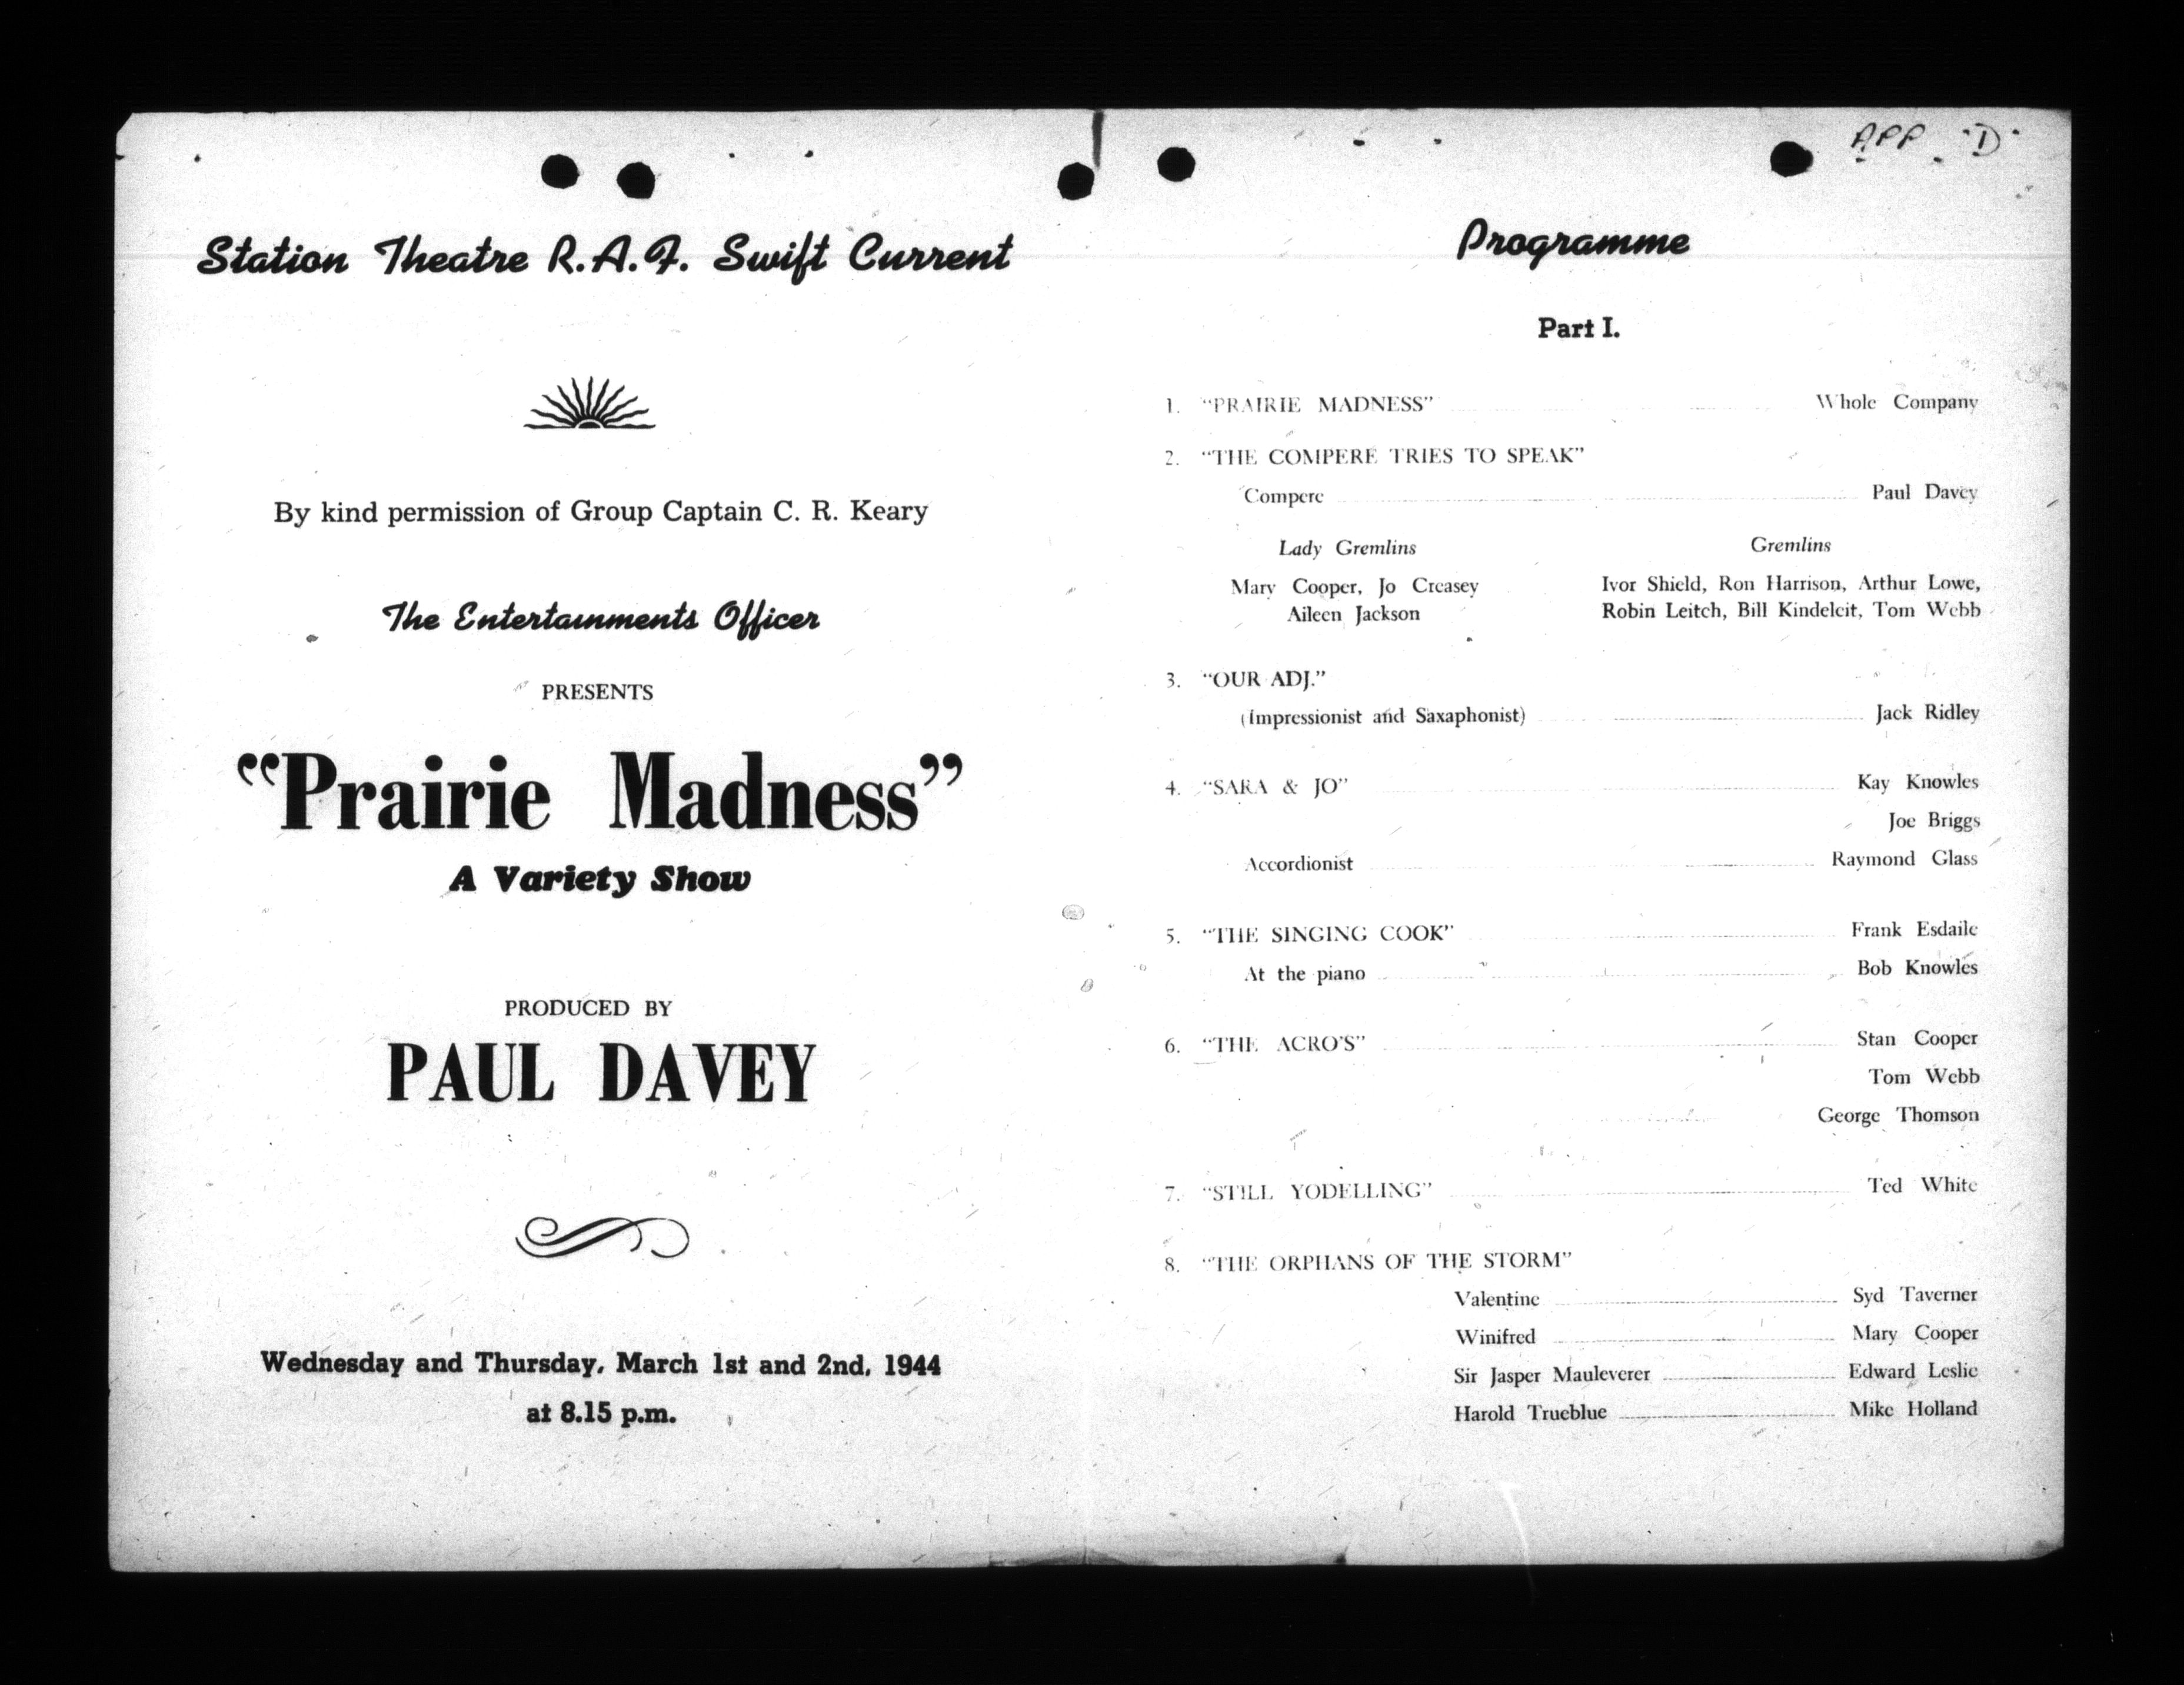 Station Theatre R.A.F. Swift Current
By kind permission of Group Captain C. R. Keary
The Entertainments Officer
PRESENTS
"Prairie Madness"
A Variety Show
PRODUCED BY
PAUL DAVEY
Wednesday and Thursday, March 1st and 2nd, 1944
at 8.15 p.m.
APP "D"
Programme
Part I.
1. "PRAIRIE MADNESS" Whole Company
2. "THE COMPERE TRIES TO SPEAK"
Compere Paul Davey
Lady Gremlins Gremlins
Mary Cooper, Jo Creasey Ivor Shield, Ron Harrison, Arthur Lowe,
Aileen Jackson Robin Leitch, Bill Kindeleit, Tom Webb
3. "OUR ADJ."
(Impressionist and Saxaphonist) Jack Ridley
4. "SARA & JO" Kay Knowles
Joe Briggs
Accordionist Raymond Glass
5. "THE SINGING COOK" Frank Esdaile
At the piano Bob Knowles
6. "THE ACRO'S" Stan Cooper
Tom Webb
George Thomson
7. "STILL YODELLING" Ted White
8. "THE ORPHANS OF THE STORM"
Valentine Syd Taverner
Winifred Mary Cooper
Sir Jasper Mauleverer Edward Leslie
Harold Trueblue Mike Holland